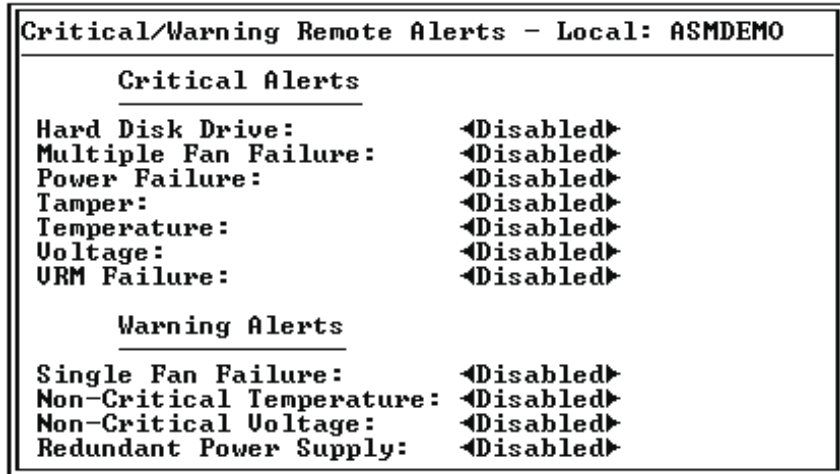 Critical/Warning Remote Alerts - Local: ASMDEMO
Critical Alerts
Hard Disk Drive: ◄Disabled►
Multiple Fan Failure: ◄Disabled►
Power Failure: ◄Disabled►
Tamper: ◄Disabled►
Temperature: ◄Disabled►
Voltage: ◄Disabled►
VRM Failure: ◄Disabled►
Warning Alerts
Single Fan Failure: ◄Disabled►
Non-Critical Temperature: ◄Disabled►
Non-Critical Voltage: ◄Disabled►
Redundant Power Supply: ◄Disabled►